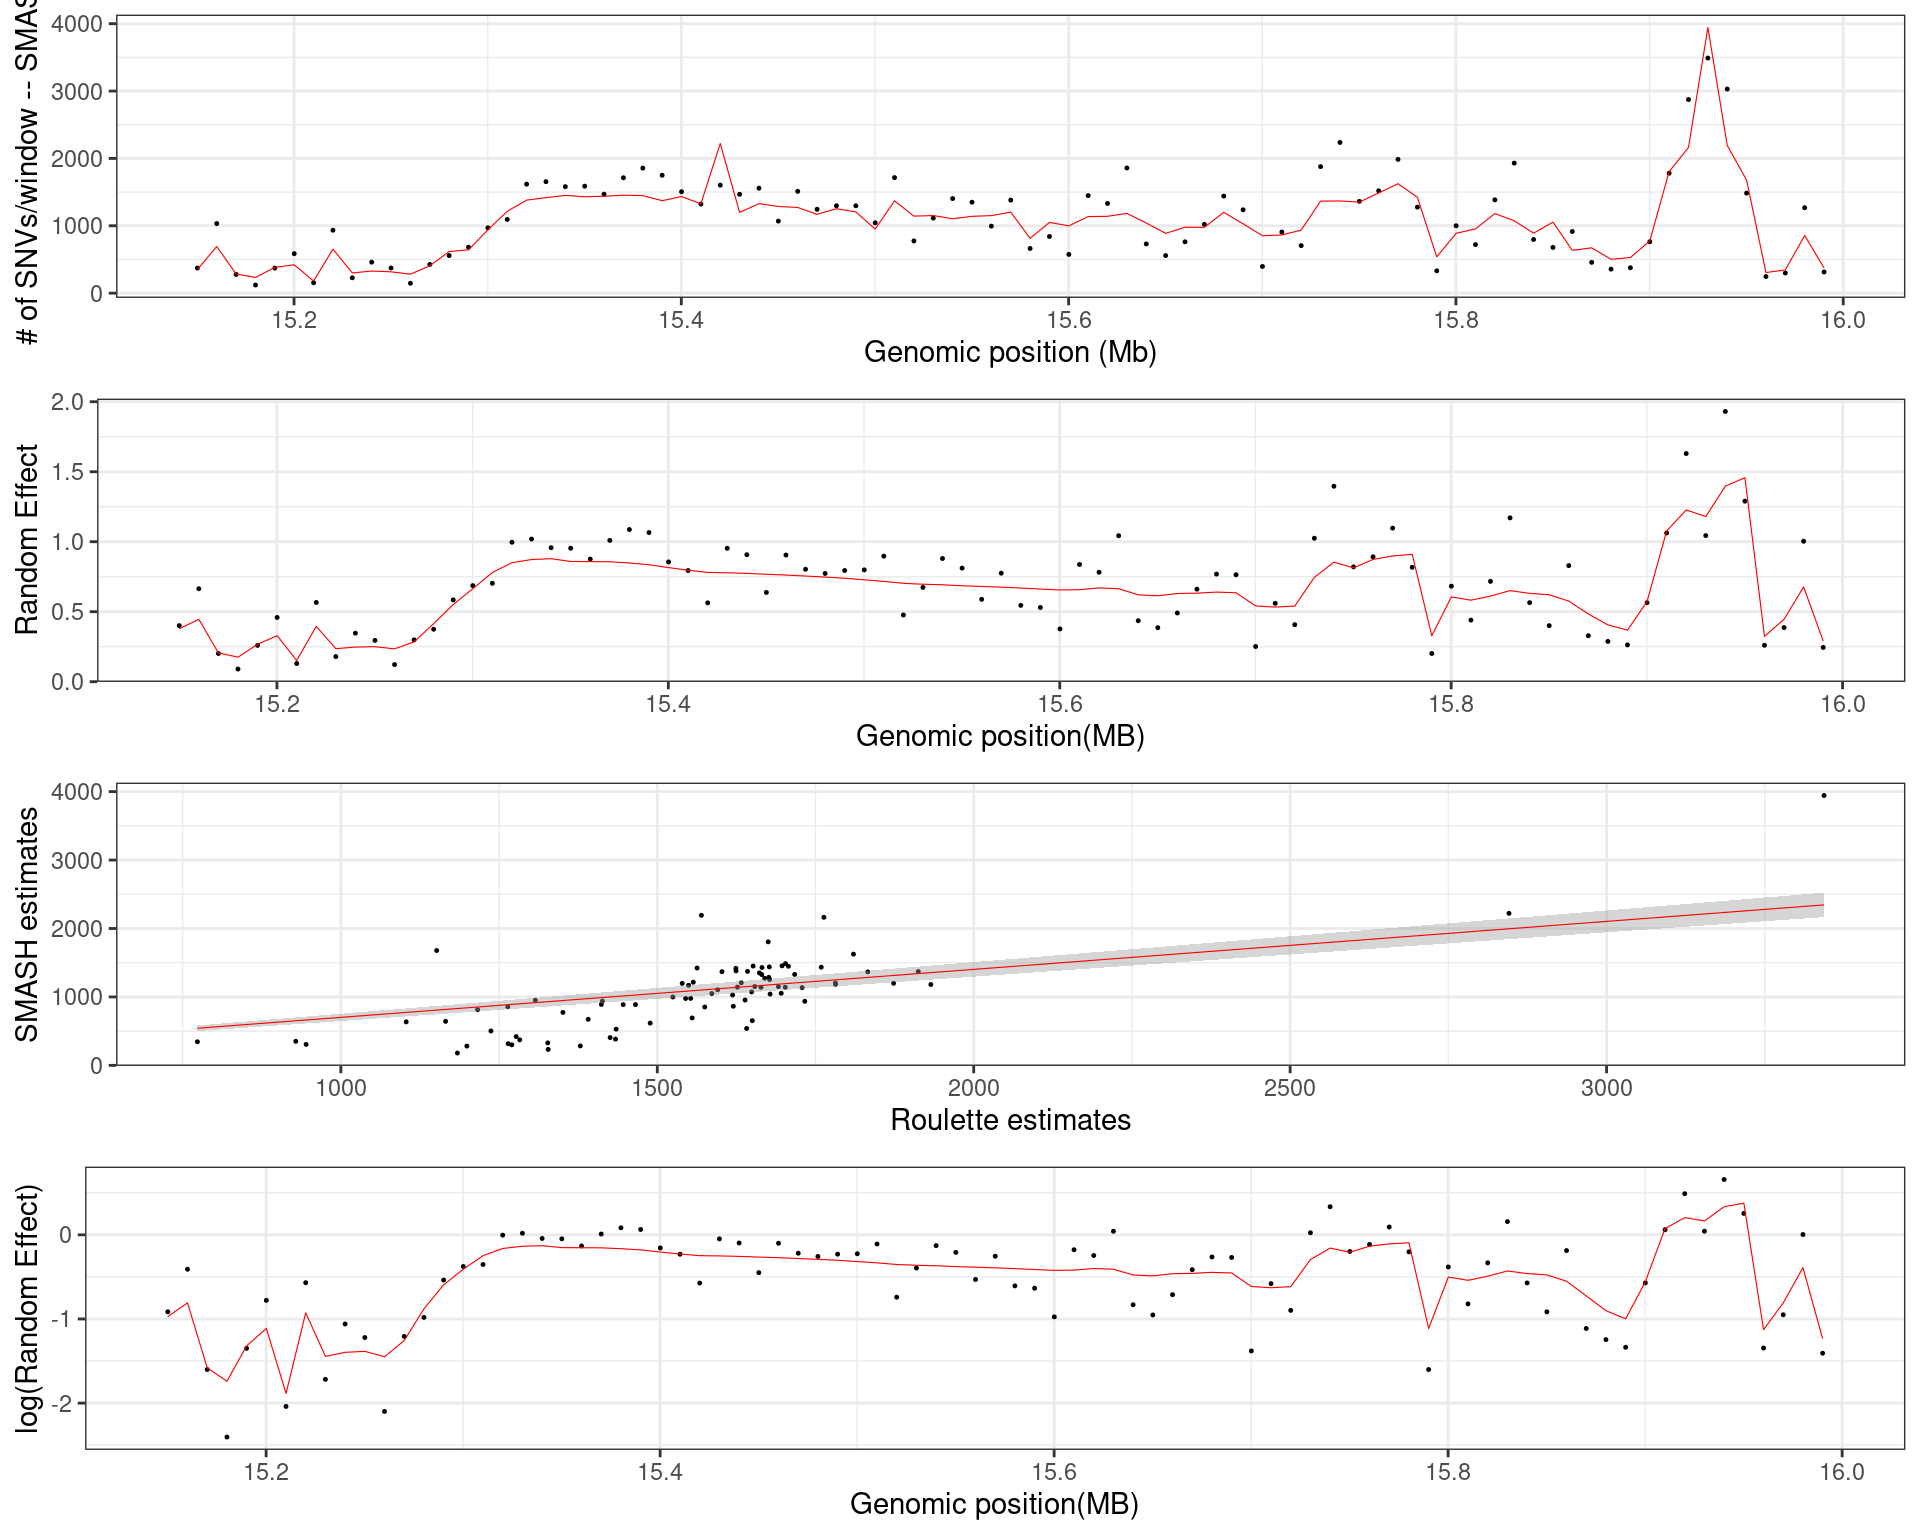 # of SNVs/window -- SMAS
4000
3000
2000
1000
0
15.2 15.4 15.6 15.8 16.0
Genomic position (Mb)
Random Effect
2.0
1.5
1.0
0.5
0.0
15.2 15.4 15.6 15.8 16.0
Genomic position(MB)
SMASH estimates
4000
3000
2000
1000
0
1000 1500 2000 2500 3000
Roulette estimates
log(Random Effect)
0
-1
-2
15.2 15.4 15.6 15.8 16.0
Genomic position(MB)